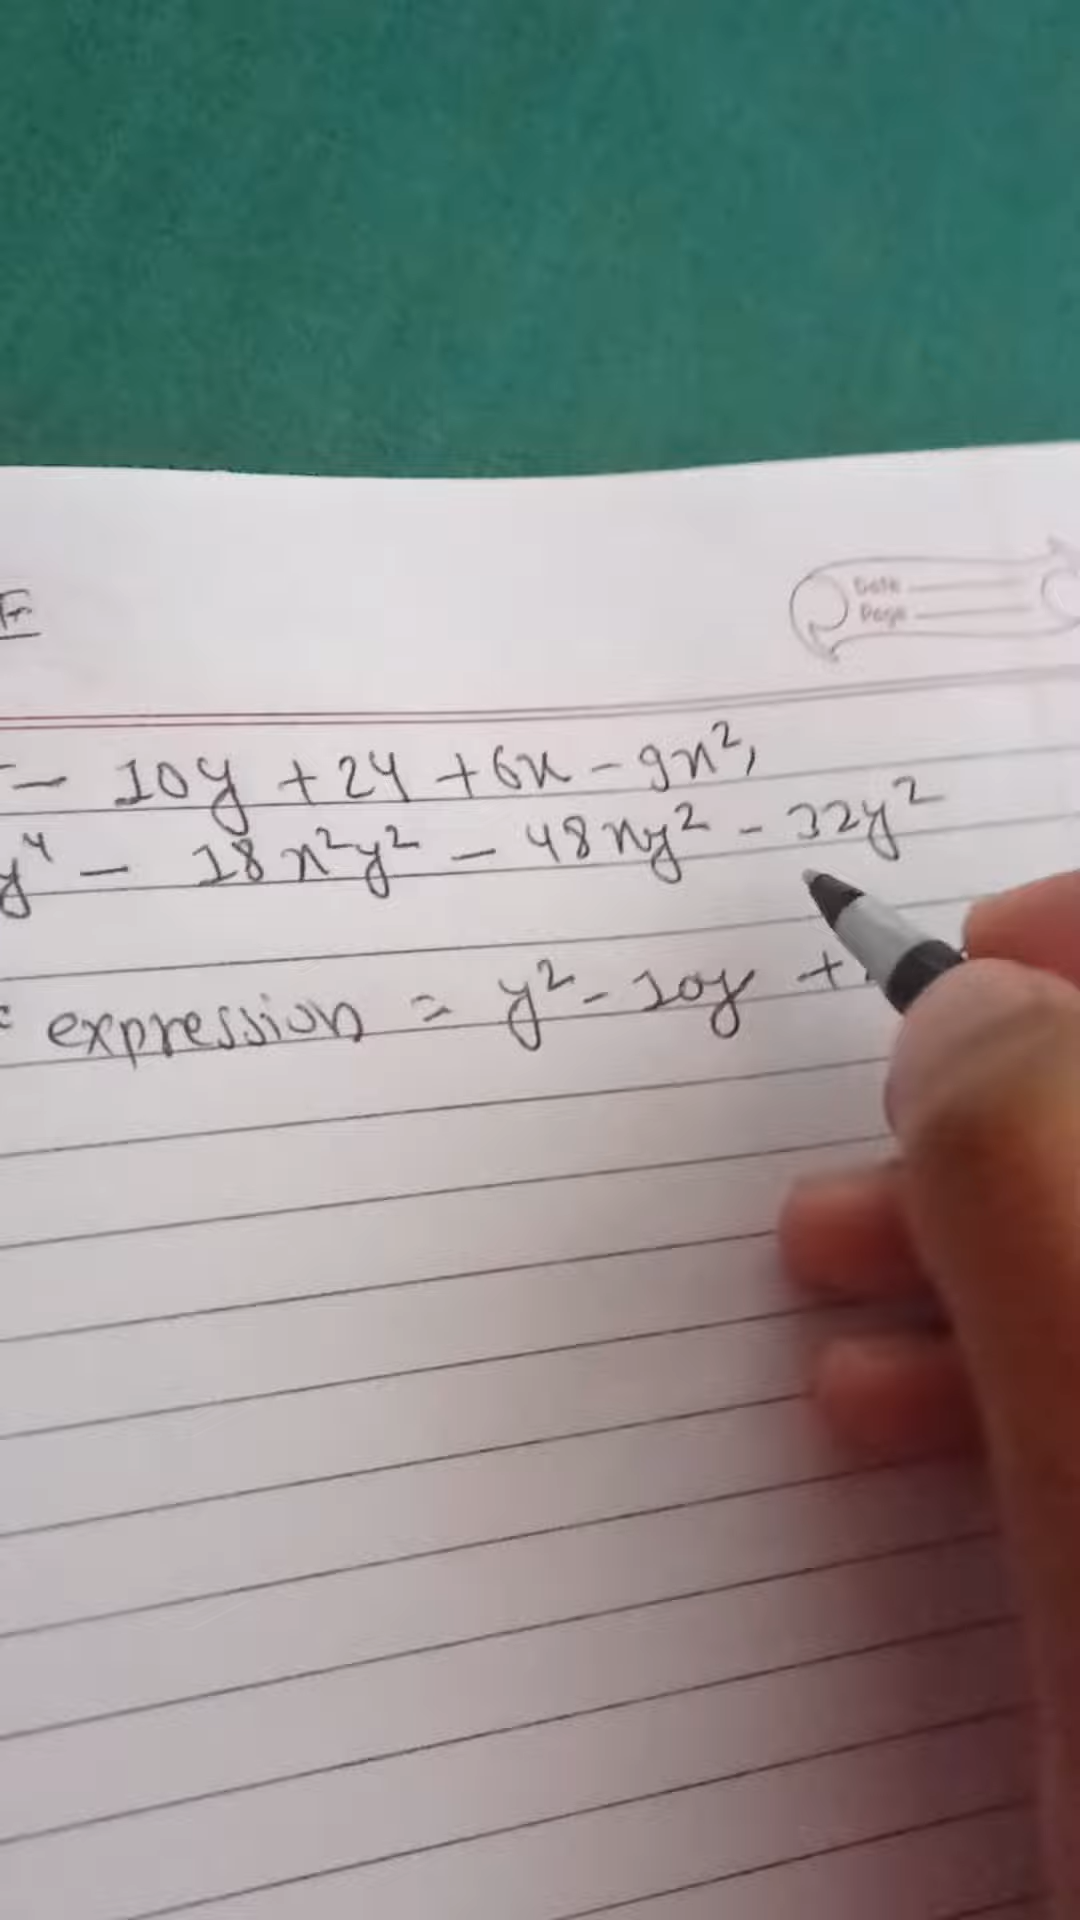 F
Date
Page
- 10y + 24 + 6x - 9x²,
y⁴ - 18x²y² - 48xy² - 32y²
expression = y² - 10y +